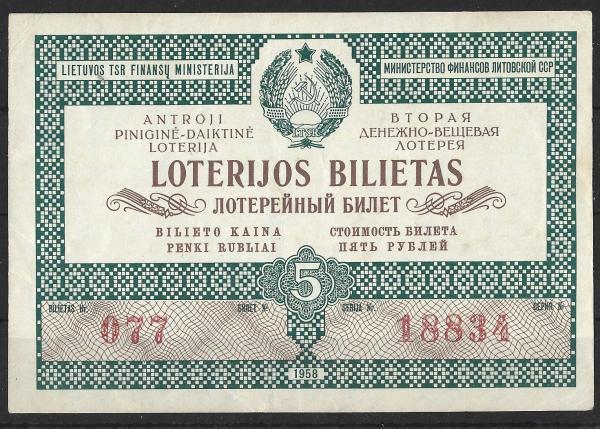 LIETUVOS TSR FINANSŲ MINISTERIJA
МИНИСТЕРСТВО ФИНАНСОВ ЛИТОВСКОЙ ССР
LTSR
ANTROJI
PINIGINĖ-DAIKTINĖ
LOTERIJA
ВТОРАЯ
ДЕНЕЖНО-ВЕЩЕВАЯ
ЛОТЕРЕЯ
LOTERIJOS BILIETAS
ЛОТЕРЕЙНЫЙ БИЛЕТ
BILIETO KAINA
PENKI RUBLIAI
СТОИМОСТЬ БИЛЕТА
ПЯТЬ РУБЛЕЙ
5
BILIETAS Nr.
БИЛЕТ №
077
SERIJA Nr.
СЕРИЯ №
18834
1958